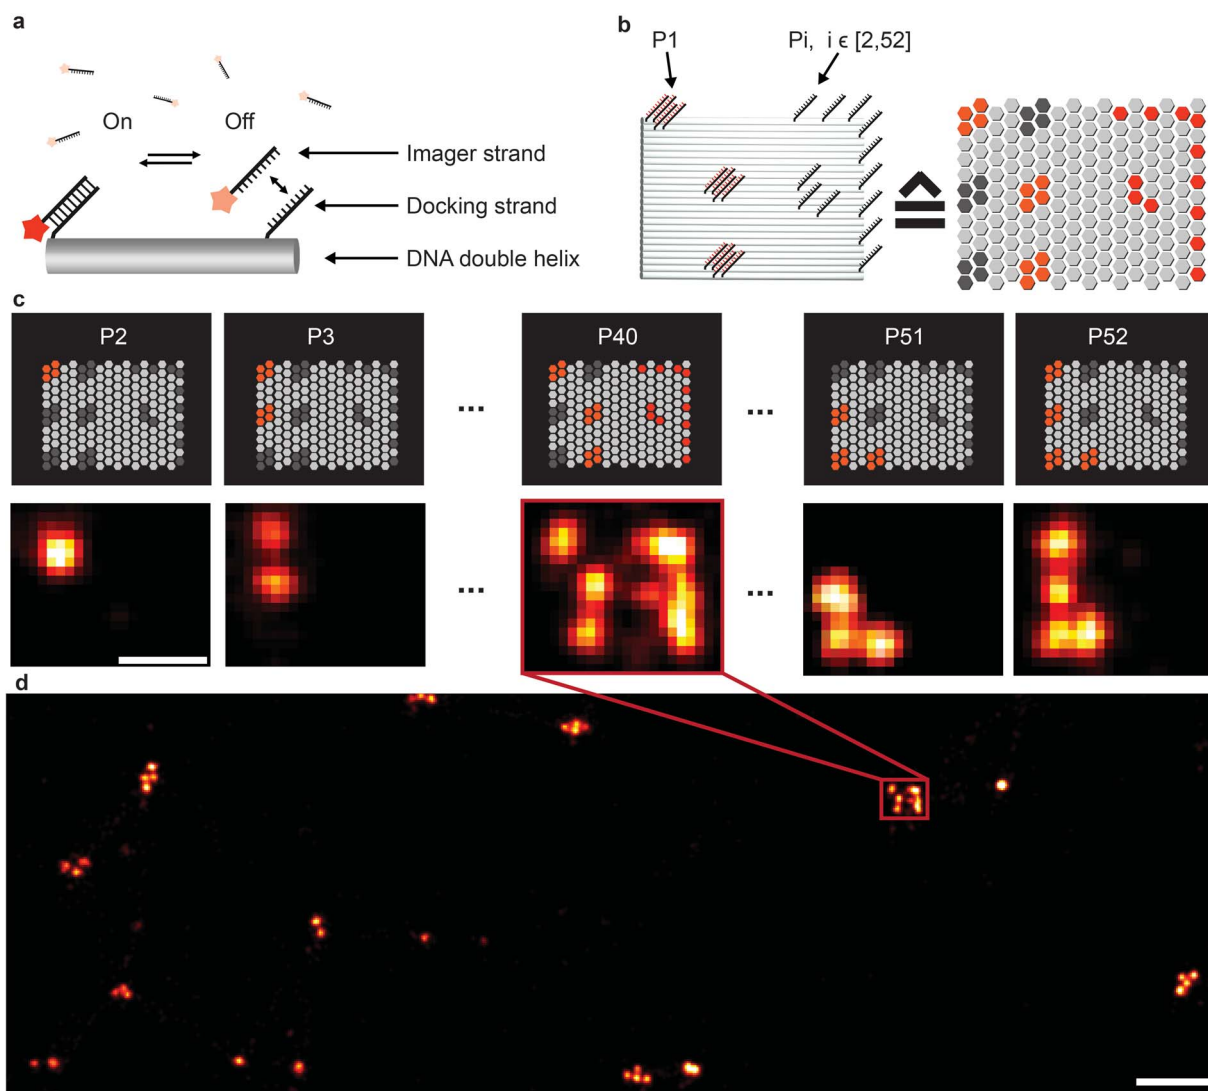 a
On
Off
Imager strand
Docking strand
DNA double helix
b
P1
Pi, i ϵ [2,52]
c
P2
P3
...
P40
...
P51
P52
...
...
d